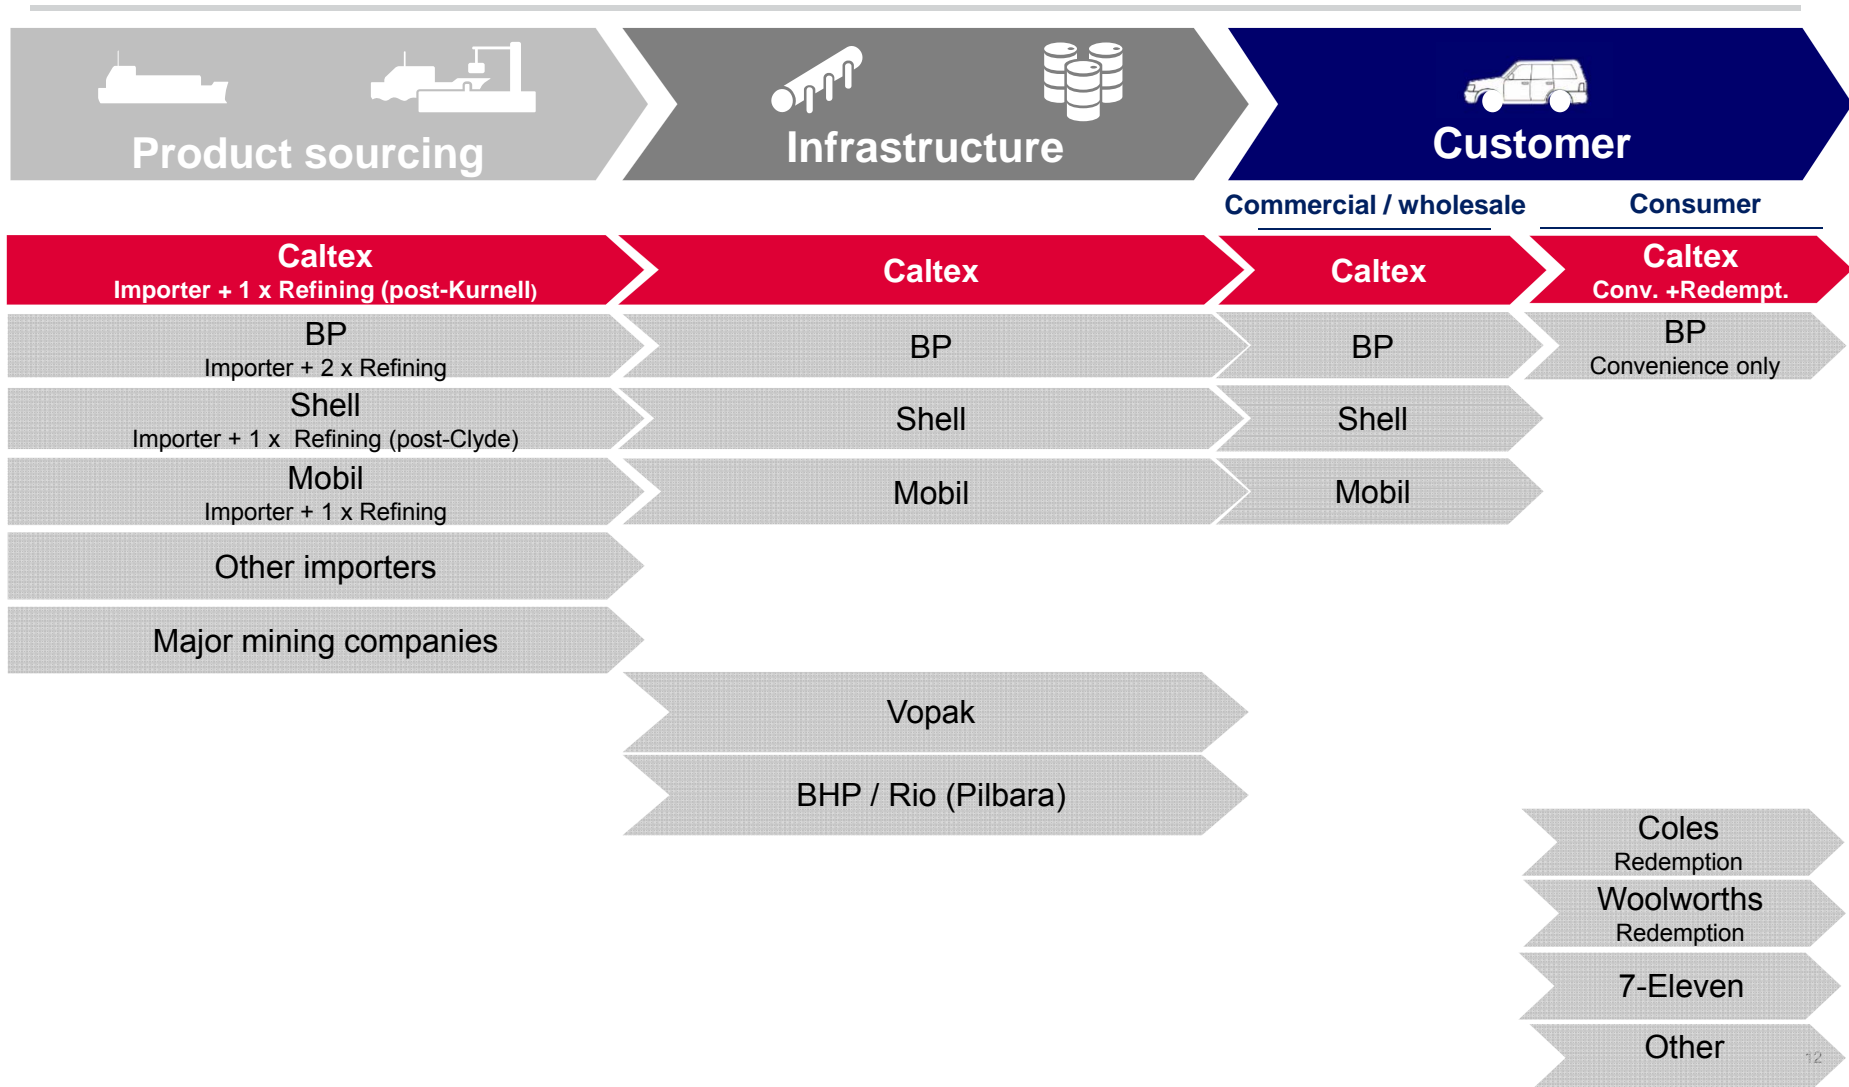 Product sourcing
Infrastructure
Customer
Commercial / wholesale
Consumer
Caltex
Importer + 1 x Refining (post-Kurnell)
Caltex
Caltex
Caltex
Conv. +Redempt.
BP
Importer + 2 x Refining
BP
BP
BP
Convenience only
Shell
Importer + 1 x Refining (post-Clyde)
Shell
Shell
Mobil
Importer + 1 x Refining
Mobil
Mobil
Other importers
Major mining companies
Vopak
BHP / Rio (Pilbara)
Coles
Redemption
Woolworths
Redemption
7-Eleven
Other
12